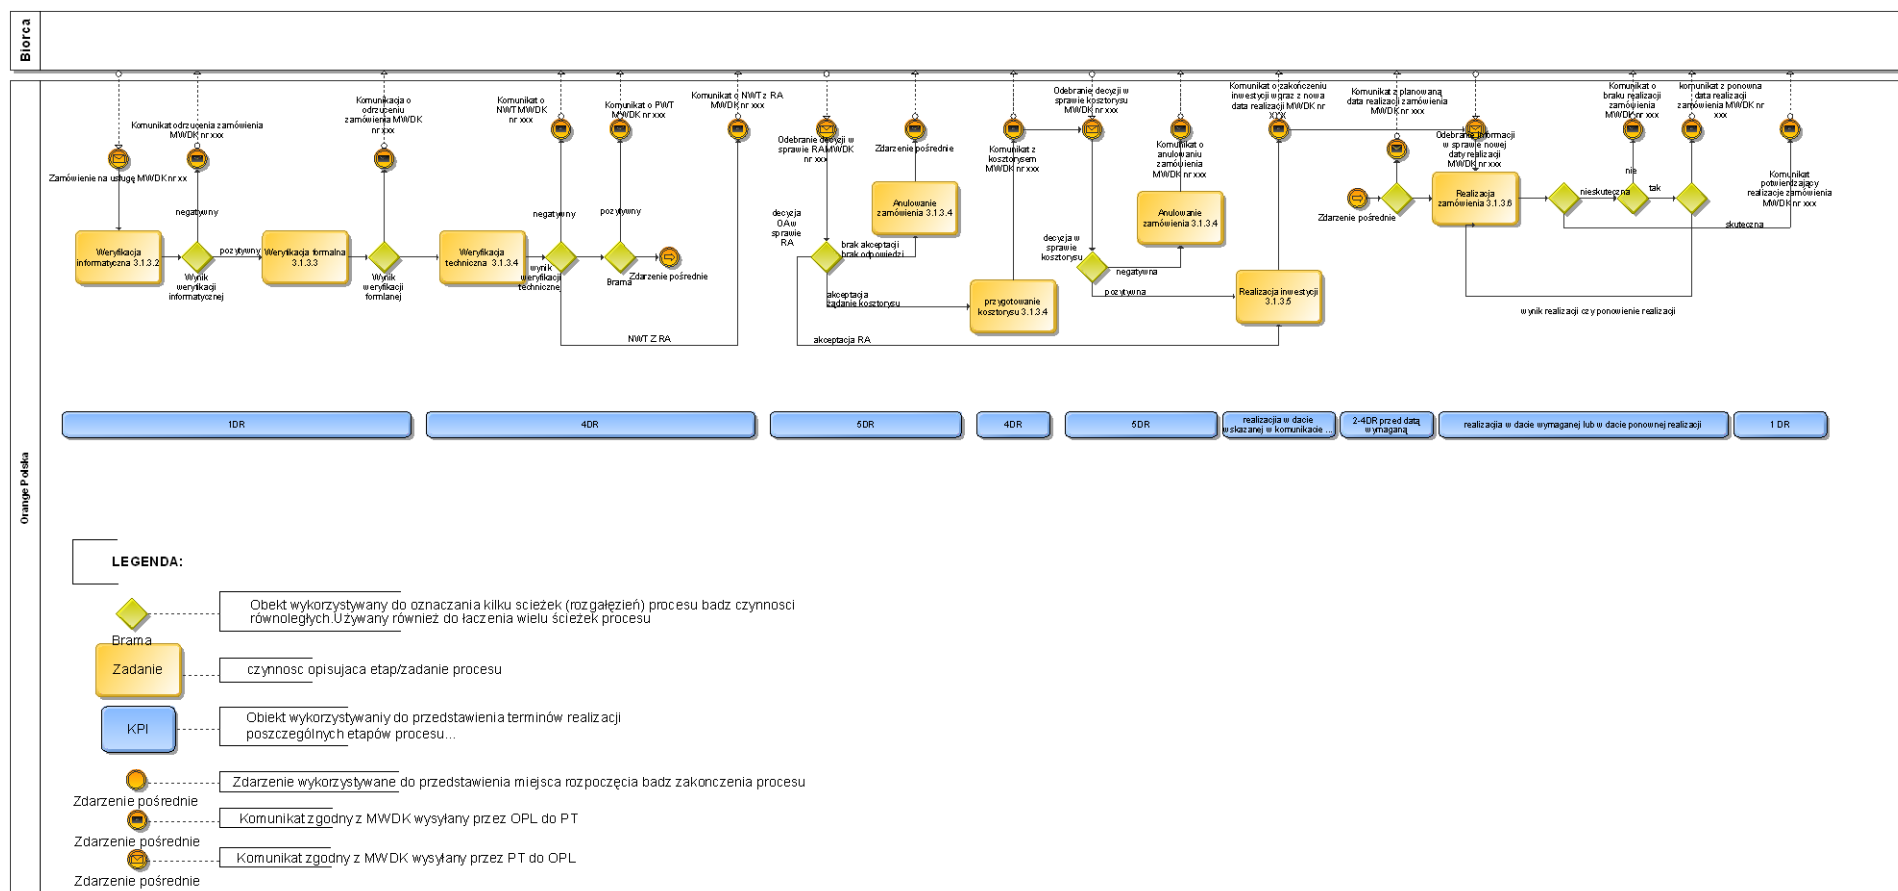 Biorca
Orange Polska
Komunikat odrzucenia zamówienia
MWDK nr xxx
Zamówienie na usługę MWDK nr xx
negatywny
Weryfikacja
informatyczna 3.1.3.2
pozytywny
Wynik
weryfikacji
informatycznej
Komunikacja o
odrzuceniu
zamówienia MWDK
nr xxx
Weryfikacja formalna
3.1.3.3
Wynik
weryfikacji
formlanej
Weryfikacja
techniczna 3.1.3.4
Komunikat o
NWT MWDK
nr xxx
negatywny
wynik
weryfikacji
technicznej
Komunikat o PWT
MWDK nr xxx
pozytywny
Brama
Zdarzenie pośrednie
Komunikat o NWT z RA
MWDK nr xxx
NWT Z RA
Odebranie decyzji w
sprawie RA MWDK
nr xxx
decyzja
OA w
sprawie
RA
Zdarzenie pośrednie
Anulowanie
zamówienia 3.1.3.4
brak akceptacji
brak odpowiedzi
akceptacja
żądanie kosztorysu
akceptacja RA
Komunikat z
kosztorysem
MWDK nr xxx
przygotowanie
kosztorysu 3.1.3.4
Odebranie decyzji w
sprawie kosztorysu
MWDK nr xxx
decyzja w
sprawie
kosztorysu
Komunikat o
anulowaniu
zamówienia
MWDK nr xxx
Anulowanie
zamówienia 3.1.3.4
negatywna
pozytywna
Komunikat o zakończeniu
inwestycji wraz z nowa
data realizacji MWDK nr
XXX
Realizacja inwestycji
3.1.3.5
Komunikat z planowaną
data realizacji zamówienia
MWDK nr xxx
Zdarzenie pośrednie
Odebranie informacji
w sprawie nowej
daty realizacji
MWDK nr xxx
Realizacja
zamówienia 3.1.3.6
nieskuteczna
Komunikat o
braku realizacji
zamówienia
MWDK nr xxx
nie
tak
komunikat z ponowna
data realizacji
zamówienia MWDK nr
xxx
Komunikat
potwierdzający
realizacje zamówienia
MWDK nr xxx
skuteczna
wynik realizacji czy ponowienie realizacji
1DR
4DR
5DR
4DR
5DR
realizacjia w dacie
wskazanej w komunikacie ...
2-4DR przed datą
wymaganą
realizacjia w dacie wymaganej lub w dacie ponownej realizacji
1 DR
LEGENDA:
Obekt wykorzystywany do oznaczania kilku scieżek (rozgałęzień) procesu badz czynnosci
równoległych.Używany również do łaczenia wielu ścieżek procesu
Brama
Zadanie
czynnosc opisujaca etap/zadanie procesu
KPI
Obiekt wykorzystywaniy do przedstawienia terminów realizacji
poszczególnych etapów procesu...
Zdarzenie wykorzystywane do przedstawienia miejsca rozpoczęcia badz zakonczenia procesu
Zdarzenie pośrednie
Komunikat zgodny z MWDK wysyłany przez OPL do PT
Zdarzenie pośrednie
Komunikat zgodny z MWDK wysyłany przez PT do OPL
Zdarzenie pośrednie